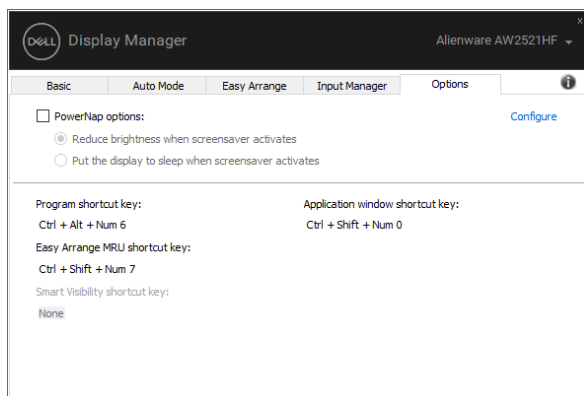 DELL Display Manager
Alienware AW2521HF
x
Basic
Auto Mode
Easy Arrange
Input Manager
Options
i
PowerNap options:
Configure
Reduce brightness when screensaver activates
Put the display to sleep when screensaver activates
Program shortcut key:
Application window shortcut key:
Ctrl + Alt + Num 6
Ctrl + Shift + Num 0
Easy Arrange MRU shortcut key:
Ctrl + Shift + Num 7
Smart Visibility shortcut key:
None